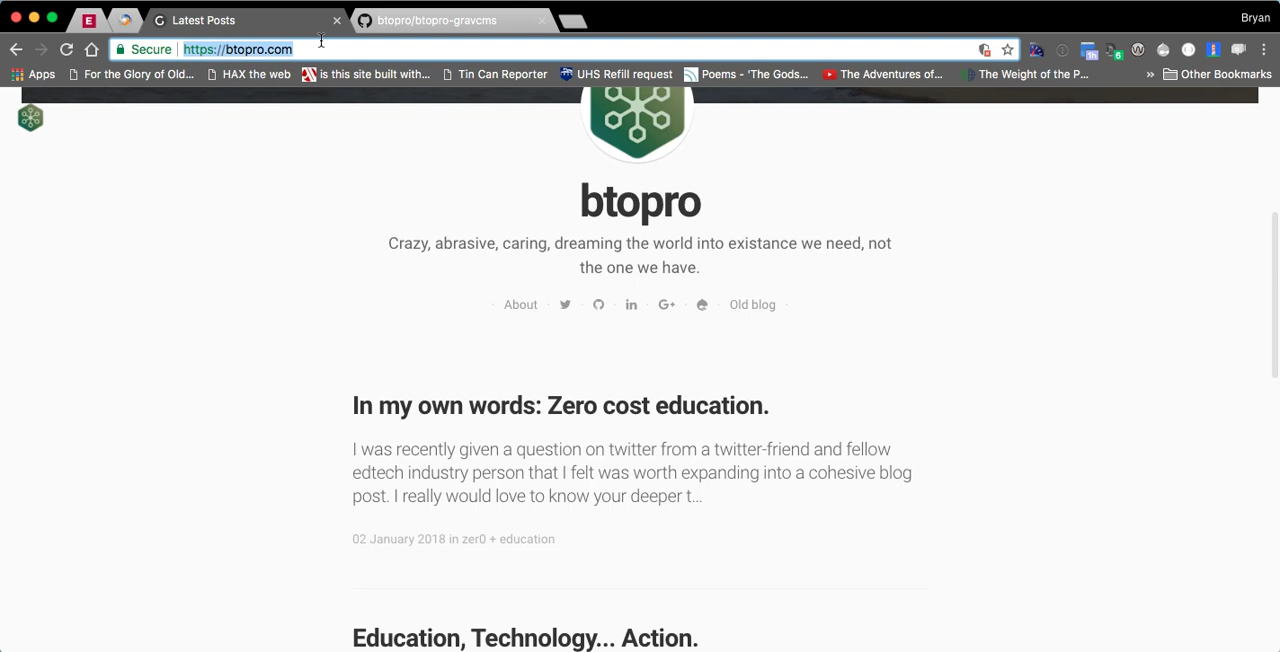 Latest Posts
btopro/btopro-gravcms
Bryan
Secure
https://btopro.com
1h
6
Apps
For the Glory of Old...
HAX the web
is this site built with...
Tin Can Reporter
UHS Refill request
Poems - 'The Gods...
The Adventures of...
The Weight of the P...
»
Other Bookmarks
btopro
Crazy, abrasive, caring, dreaming the world into existance we need, not
the one we have.
About
Old blog
In my own words: Zero cost education.
I was recently given a question on twitter from a twitter-friend and fellow
edtech industry person that I felt was worth expanding into a cohesive blog
post. I really would love to know your deeper t...
02 January 2018 in zer0 + education
Education, Technology... Action.